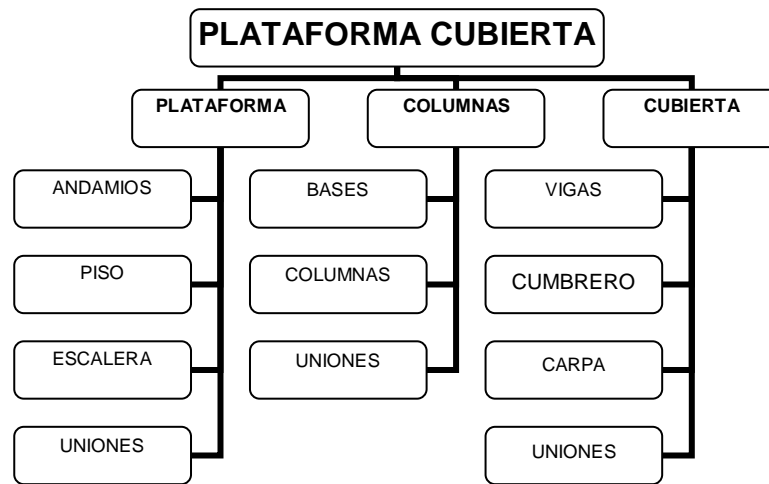 PLATAFORMA CUBIERTA
PLATAFORMA
COLUMNAS
CUBIERTA
ANDAMIOS
BASES
VIGAS
PISO
COLUMNAS
CUMBRERO
ESCALERA
UNIONES
CARPA
UNIONES
UNIONES